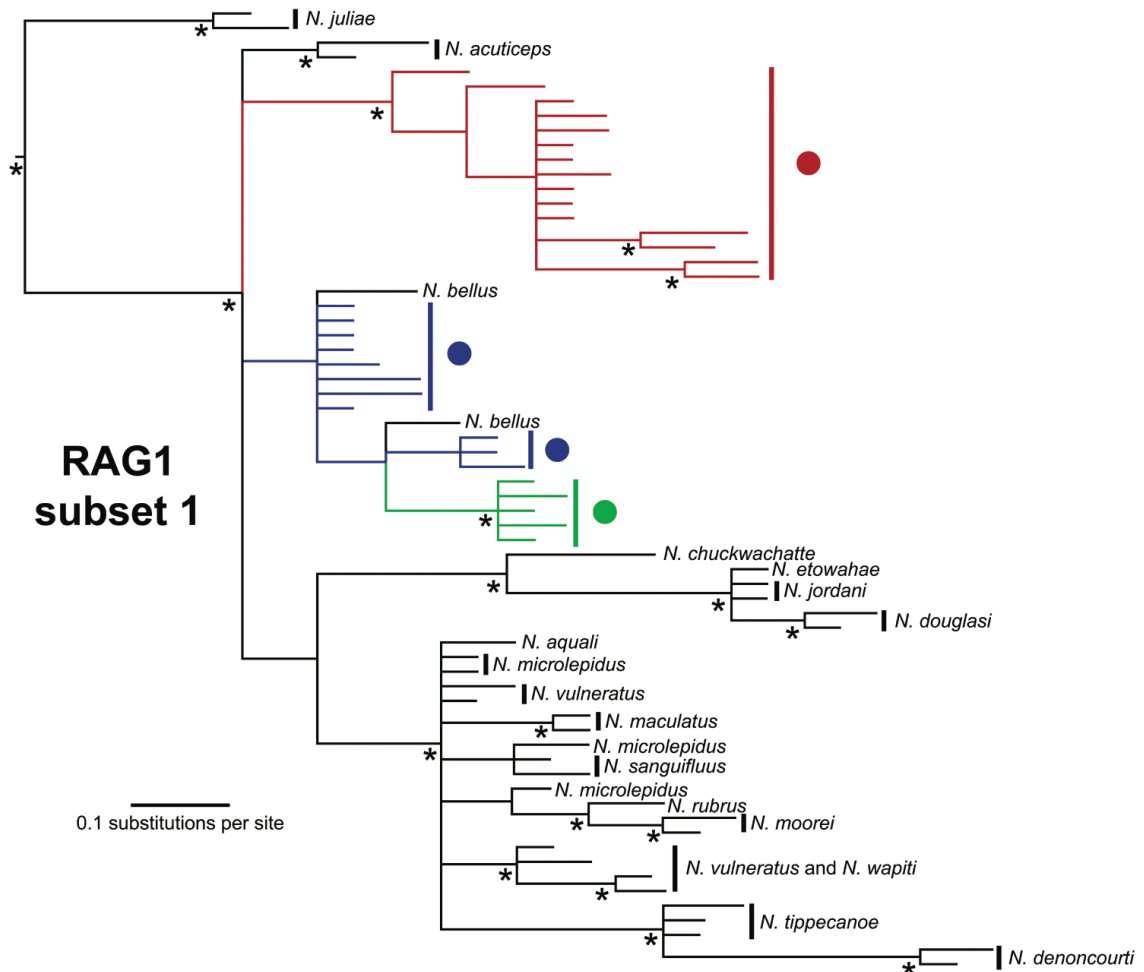 N. juliae
N. acuticeps
N. bellus
N. bellus
RAG1
subset 1
N. chuckwachatte
N. etowahae
N. jordani
N. douglasi
N. aquali
N. microlepidus
N. vulneratus
N. maculatus
N. microlepidus
N. sanguifluus
N. microlepidus
N. rubrus
N. moorei
0.1 substitutions per site
N. vulneratus and N. wapiti
N. tippecanoe
N. denoncourti